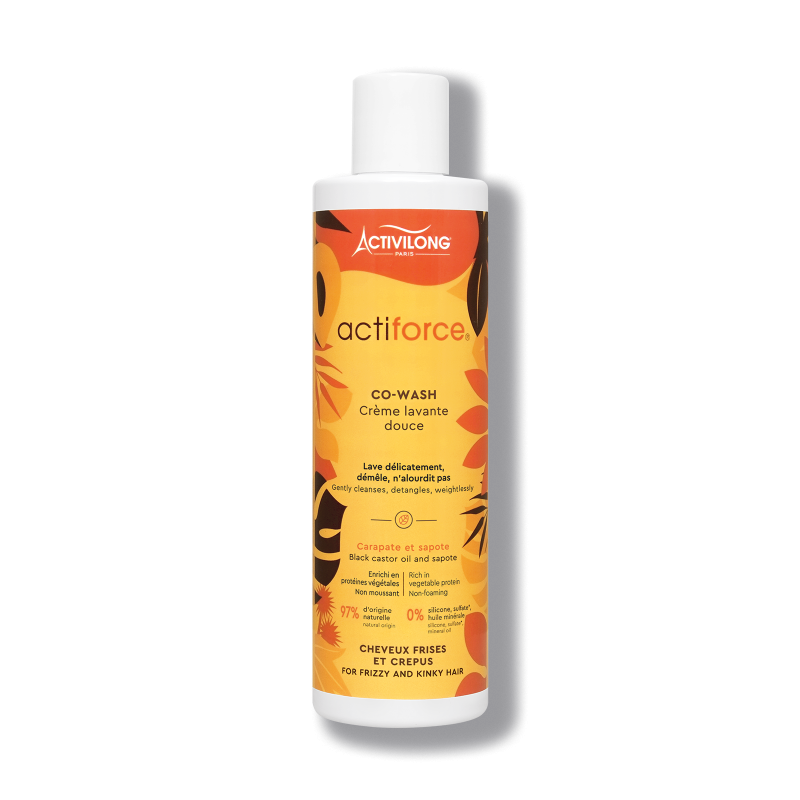 ACTIVILONG®
PARIS
actiforce®
CO-WASH
Crème lavante
douce
Lave délicatement,
démêle, n'alourdit pas
Gently cleanses, detangles, weightlessly
Carapate et sapote
Black castor oil and sapote
Enrichi en
protéines végétales
Non moussant
Rich in
vegetable protein
Non-foaming
97% d'origine
naturelle
natural origin
0% silicone, sulfate*,
huile minérale
silicone, sulfate*,
mineral oil
CHEVEUX FRISES
ET CREPUS
FOR FRIZZY AND KINKY HAIR